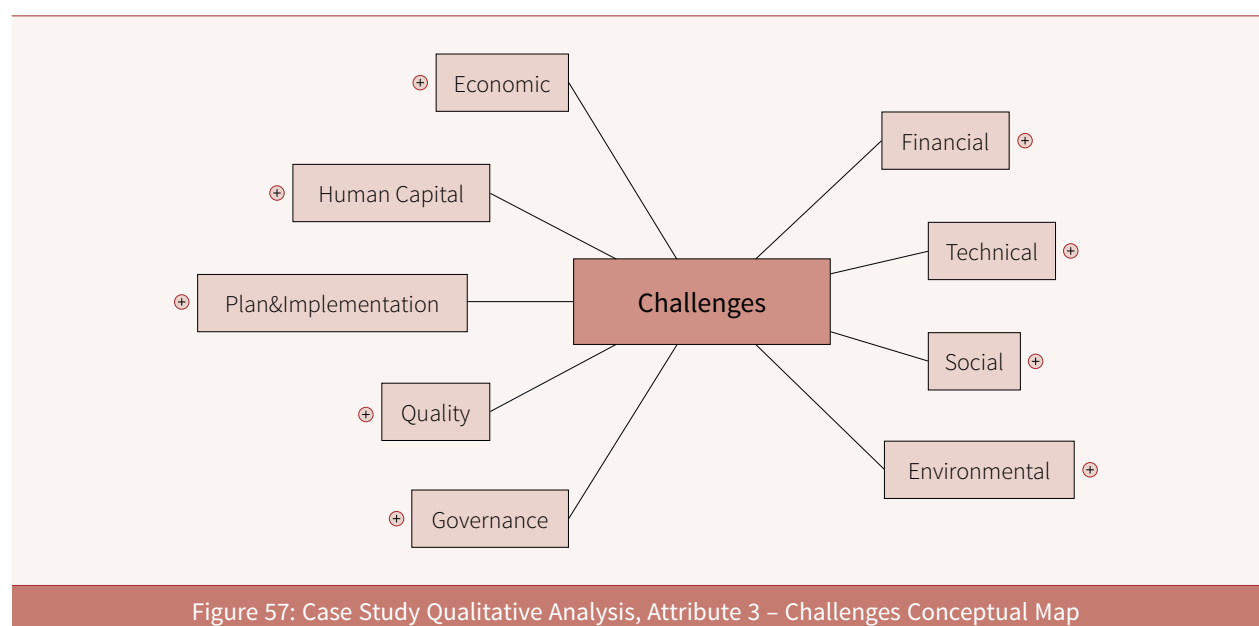 Economic
Financial
Human Capital
Technical
Plan&Implementation
Challenges
Social
Quality
Environmental
Governance
Figure 57: Case Study Qualitative Analysis, Attribute 3 – Challenges Conceptual Map